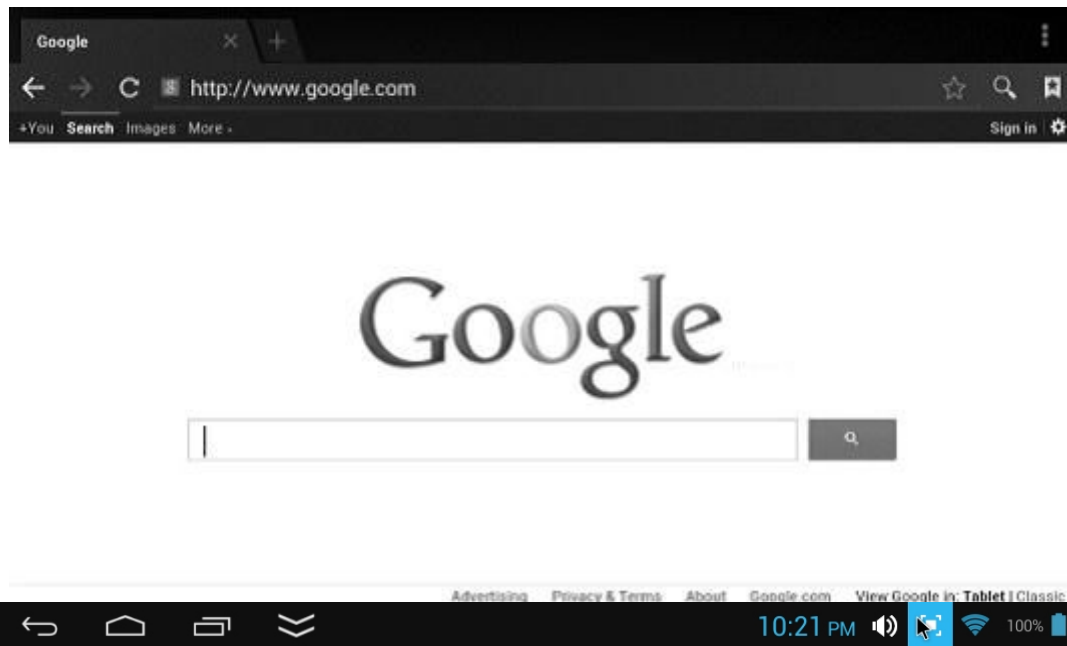 Google
http://www.google.com
+You Search Images More
Sign in
Google
Advertising Privacy & Terms About Google.com View Google in: Tablet | Classic
10:21 PM 100%